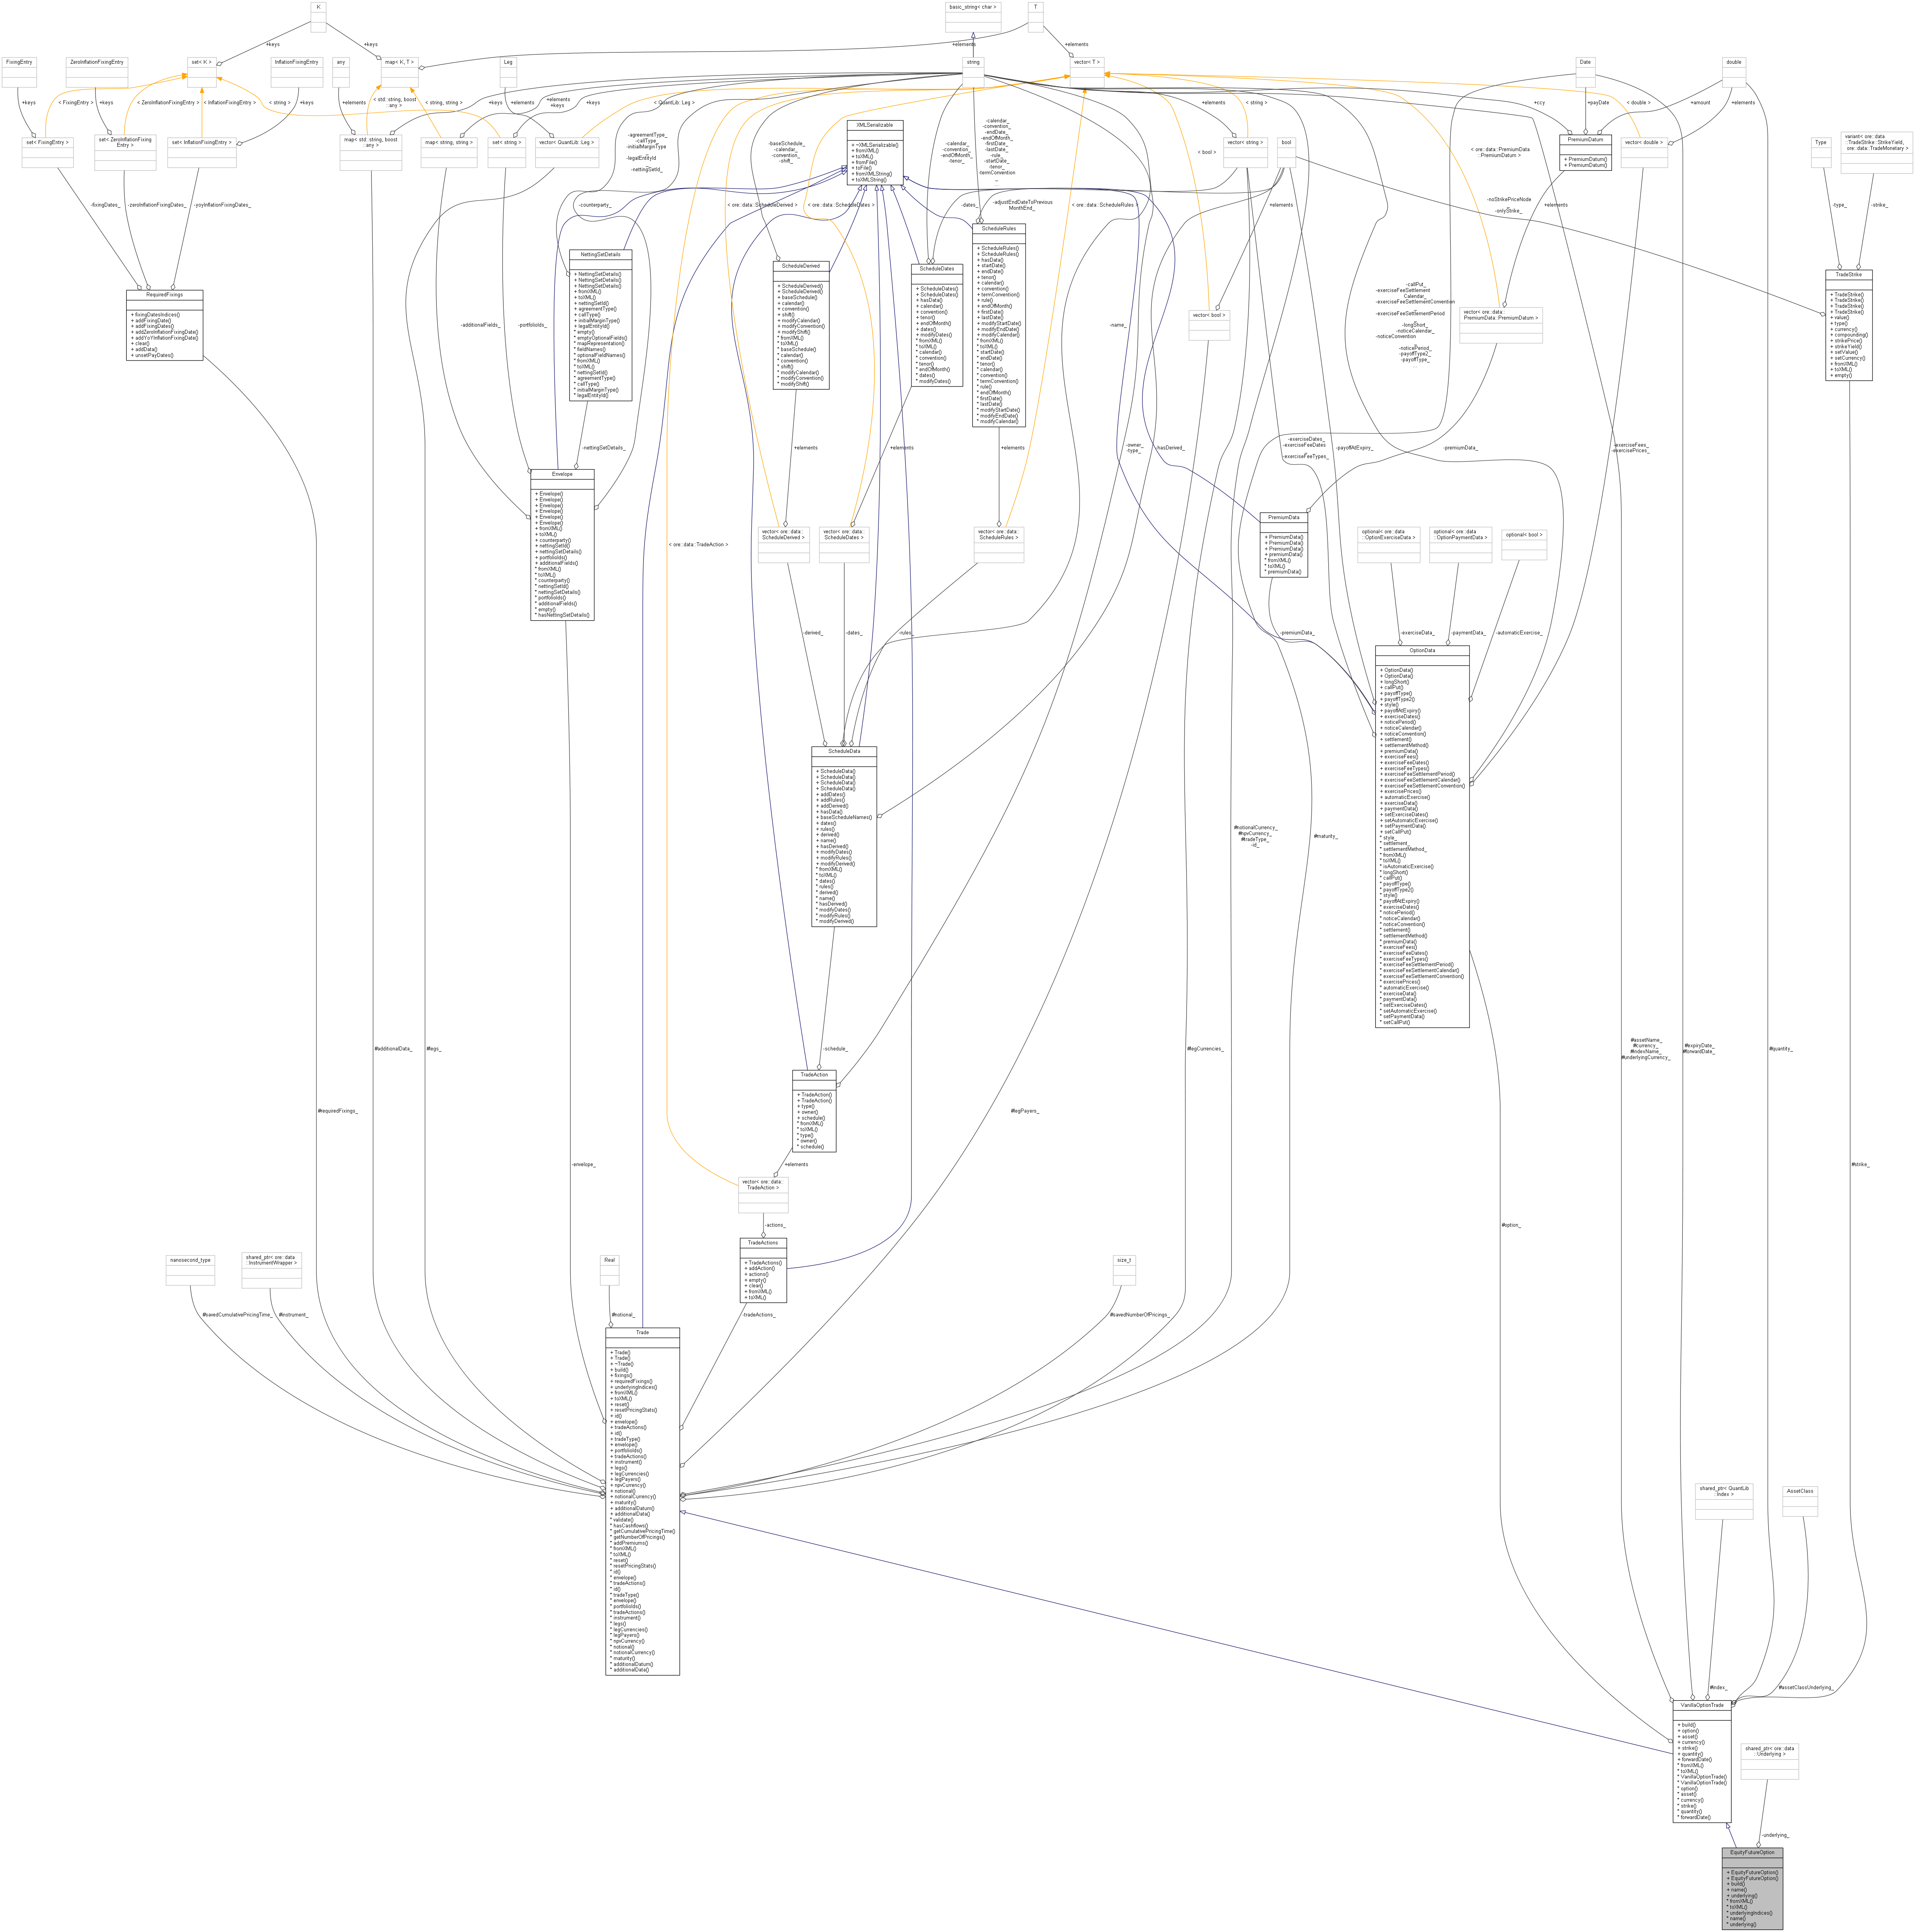 K
basic_string< char >
T
+keys
+keys
+elements
+elements
FixingEntry
ZeroInflationFixingEntry
set< K >
InflationFixingEntry
any
map< K, T >
Leg
string
vector< T >
Date
double
+keys
+keys
< FixingEntry >
< ZeroInflationFixingEntry >
< InflationFixingEntry >
< string >
+keys
+elements
< std::string, boost
::any >
< string, string >
+keys
+elements
+elements
+keys
+keys
< QuantLib::Leg >
+elements
< string >
+ccy
+payDate
+amount
< double >
+elements
set< FixingEntry >
set< ZeroInflationFixing
Entry >
set< InflationFixingEntry >
map< std::string, boost
::any >
map< string, string >
set< string >
vector< QuantLib::Leg >
vector< string >
bool
PremiumDatum
+ PremiumDatum()
+ PremiumDatum()
vector< double >
Type
variant< ore::data
::TradeStrike::StrikeYield,
ore::data::TradeMonetary >
XMLSerializable
+ ~XMLSerializable()
+ fromXML()
+ toXML()
+ fromFile()
+ toFile()
+ fromXMLString()
+ toXMLString()
-agreementType_
-callType_
-initialMarginType
_
-legalEntityId
_
-nettingSetId_
-baseSchedule_
-calendar_
-convention_
-shift_
-calendar_
-convention_
-endOfMonth_
-tenor_
-calendar_
-convention_
-endDate_
-endOfMonth_
-firstDate_
-lastDate_
-rule_
-startDate_
-tenor_
-termConvention
_
< bool >
< ore::data::PremiumData
::PremiumDatum >
-fixingDates_
-zeroInflationFixingDates_
-yoyInflationFixingDates_
-counterparty_
< ore::data::ScheduleDerived >
< ore::data::ScheduleDates >
-dates_
-adjustEndDateToPrevious
MonthEnd_
< ore::data::ScheduleRules >
+elements
-noStrikePriceNode
_
-onlyStrike_
+elements
-type_
-strike_
RequiredFixings
+ fixingDatesIndices()
+ addFixingDate()
+ addFixingDates()
+ addZeroInflationFixingDate()
+ addYoYInflationFixingDate()
+ clear()
+ addData()
+ unsetPayDates()
NettingSetDetails
+ NettingSetDetails()
+ NettingSetDetails()
+ NettingSetDetails()
+ fromXML()
+ toXML()
+ nettingSetId()
+ agreementType()
+ callType()
+ initialMarginType()
+ legalEntityId()
* empty()
* emptyOptionalFields()
* mapRepresentation()
* fieldNames()
* optionalFieldNames()
* fromXML()
* toXML()
* nettingSetId()
* agreementType()
* callType()
* initialMarginType()
* legalEntityId()
ScheduleDerived
+ ScheduleDerived()
+ ScheduleDerived()
+ baseSchedule()
+ calendar()
+ convention()
+ shift()
+ modifyCalendar()
+ modifyConvention()
+ modifyShift()
* fromXML()
* toXML()
* baseSchedule()
* calendar()
* convention()
* shift()
* modifyCalendar()
* modifyConvention()
* modifyShift()
ScheduleDates
+ ScheduleDates()
+ ScheduleDates()
+ hasData()
+ calendar()
+ convention()
+ tenor()
+ endOfMonth()
+ dates()
+ modifyDates()
* fromXML()
* toXML()
* calendar()
* convention()
* tenor()
* endOfMonth()
* dates()
* modifyDates()
ScheduleRules
+ ScheduleRules()
+ ScheduleRules()
+ hasData()
+ startDate()
+ endDate()
+ tenor()
+ calendar()
+ convention()
+ termConvention()
+ rule()
+ endOfMonth()
+ firstDate()
+ lastDate()
+ modifyStartDate()
+ modifyEndDate()
+ modifyCalendar()
* fromXML()
* toXML()
* startDate()
* endDate()
* tenor()
* calendar()
* convention()
* termConvention()
* rule()
* endOfMonth()
* firstDate()
* lastDate()
* modifyStartDate()
* modifyEndDate()
* modifyCalendar()
vector< bool >
-callPut_
-exerciseFeeSettlement
Calendar_
-exerciseFeeSettlementConvention
_
-exerciseFeeSettlementPeriod
_
-longShort_
-noticeCalendar_
-noticeConvention
_
-noticePeriod_
-payoffType2_
-payoffType_
...
vector< ore::data::
PremiumData::PremiumDatum >
TradeStrike
+ TradeStrike()
+ TradeStrike()
+ TradeStrike()
+ TradeStrike()
+ value()
+ type()
+ currency()
+ compounding()
+ strikePrice()
+ strikeYield()
+ setValue()
+ setCurrency()
+ fromXML()
+ toXML()
+ empty()
-additionalFields_
-portfolioIds_
-name_
-nettingSetDetails_
+elements
+elements
+elements
-owner_
-type_
-hasDerived_
-exerciseDates_
-exerciseFeeDates
_
-exerciseFeeTypes_
-payoffAtExpiry_
-premiumData_
-exerciseFees_
-exercisePrices_
Envelope
+ Envelope()
+ Envelope()
+ Envelope()
+ Envelope()
+ Envelope()
+ Envelope()
+ fromXML()
+ toXML()
+ counterparty()
+ nettingSetId()
+ nettingSetDetails()
+ portfolioIds()
+ additionalFields()
* fromXML()
* toXML()
* counterparty()
* nettingSetId()
* nettingSetDetails()
* portfolioIds()
* additionalFields()
* empty()
* hasNettingSetDetails()
< ore::data::TradeAction >
vector< ore::data::
ScheduleDerived >
vector< ore::data::
ScheduleDates >
vector< ore::data::
ScheduleRules >
PremiumData
+ PremiumData()
+ PremiumData()
+ PremiumData()
+ premiumData()
* fromXML()
* toXML()
* premiumData()
optional< ore::data
::OptionExerciseData >
optional< ore::data
::OptionPaymentData >
optional< bool >
-derived_
-dates_
-rules_
-premiumData_
-exerciseData_
-paymentData_
-automaticExercise_
OptionData
+ OptionData()
+ OptionData()
+ longShort()
+ callPut()
+ payoffType()
+ payoffType2()
+ style()
+ payoffAtExpiry()
+ exerciseDates()
+ noticePeriod()
+ noticeCalendar()
+ noticeConvention()
+ settlement()
+ settlementMethod()
+ premiumData()
+ exerciseFees()
+ exerciseFeeDates()
+ exerciseFeeTypes()
+ exerciseFeeSettlementPeriod()
+ exerciseFeeSettlementCalendar()
+ exerciseFeeSettlementConvention()
+ exercisePrices()
+ automaticExercise()
+ exerciseData()
+ paymentData()
+ setExerciseDates()
+ setAutomaticExercise()
+ setPaymentData()
+ setCallPut()
* style_
* settlement_
* settlementMethod_
* fromXML()
* toXML()
* isAutomaticExercise()
* longShort()
* callPut()
* payoffType()
* payoffType2()
* style()
* payoffAtExpiry()
* exerciseDates()
* noticePeriod()
* noticeCalendar()
* noticeConvention()
* settlement()
* settlementMethod()
* premiumData()
* exerciseFees()
* exerciseFeeDates()
* exerciseFeeTypes()
* exerciseFeeSettlementPeriod()
* exerciseFeeSettlementCalendar()
* exerciseFeeSettlementConvention()
* exercisePrices()
* automaticExercise()
* exerciseData()
* paymentData()
* setExerciseDates()
* setAutomaticExercise()
* setPaymentData()
* setCallPut()
ScheduleData
+ ScheduleData()
+ ScheduleData()
+ ScheduleData()
+ ScheduleData()
+ addDates()
+ addRules()
+ addDerived()
+ hasData()
+ baseScheduleNames()
+ dates()
+ rules()
+ derived()
+ name()
+ hasDerived()
+ modifyDates()
+ modifyRules()
+ modifyDerived()
* fromXML()
* toXML()
* dates()
* rules()
* derived()
* name()
* hasDerived()
* modifyDates()
* modifyRules()
* modifyDerived()
#notionalCurrency_
#npvCurrency_
#tradeType_
-id_
#maturity_
#additionalData_
#legs_
-schedule_
#legCurrencies_
#assetName_
#currency_
#indexName_
#underlyingCurrency_
#expiryDate_
#forwardDate_
#quantity_
TradeAction
+ TradeAction()
+ TradeAction()
+ type()
+ owner()
+ schedule()
* fromXML()
* toXML()
* type()
* owner()
* schedule()
#requiredFixings_
#legPayers_
-envelope_
+elements
#strike_
vector< ore::data::
TradeAction >
-actions_
#option_
TradeActions
+ TradeActions()
+ addAction()
+ actions()
+ empty()
+ clear()
+ fromXML()
+ toXML()
nanosecond_type
shared_ptr< ore::data
::InstrumentWrapper >
Real
size_t
#savedCumulativePricingTime_
#instrument_
#notional_
-tradeActions_
#savedNumberOfPricings_
Trade
+ Trade()
+ Trade()
+ ~Trade()
+ build()
+ fixings()
+ requiredFixings()
+ underlyingIndices()
+ fromXML()
+ toXML()
+ reset()
+ resetPricingStats()
+ id()
+ envelope()
+ tradeActions()
+ id()
+ tradeType()
+ envelope()
+ portfolioIds()
+ tradeActions()
+ instrument()
+ legs()
+ legCurrencies()
+ legPayers()
+ npvCurrency()
+ notional()
+ notionalCurrency()
+ maturity()
+ additionalDatum()
+ additionalData()
* validate()
* hasCashflows()
* getCumulativePricingTime()
* getNumberOfPricings()
* addPremiums()
* fromXML()
* toXML()
* reset()
* resetPricingStats()
* id()
* envelope()
* tradeActions()
* id()
* tradeType()
* envelope()
* portfolioIds()
* tradeActions()
* instrument()
* legs()
* legCurrencies()
* legPayers()
* npvCurrency()
* notional()
* notionalCurrency()
* maturity()
* additionalDatum()
* additionalData()
shared_ptr< QuantLib
::Index >
AssetClass
#index_
#assetClassUnderlying_
VanillaOptionTrade
+ build()
+ option()
+ asset()
+ currency()
+ strike()
+ quantity()
+ forwardDate()
* fromXML()
* toXML()
* VanillaOptionTrade()
* VanillaOptionTrade()
* option()
* asset()
* currency()
* strike()
* quantity()
* forwardDate()
shared_ptr< ore::data
::Underlying >
-underlying_
EquityFutureOption
+ EquityFutureOption()
+ EquityFutureOption()
+ build()
+ name()
+ underlying()
* fromXML()
* toXML()
* underlyingIndices()
* name()
* underlying()